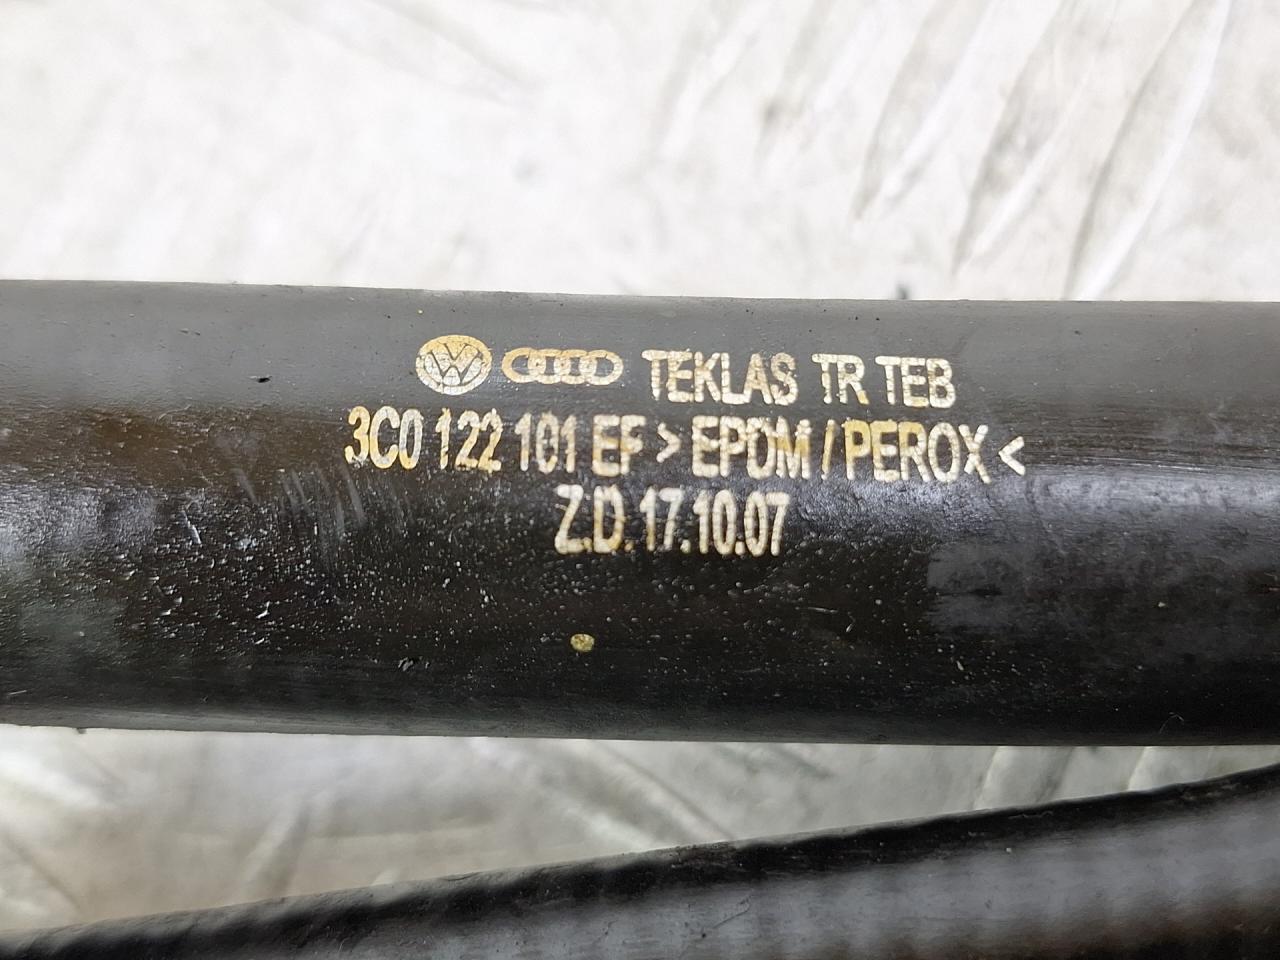 TEKLAS TR TEB
3C0 122 101 EF > EPDM / PEROX <
Z.D. 17.10.07